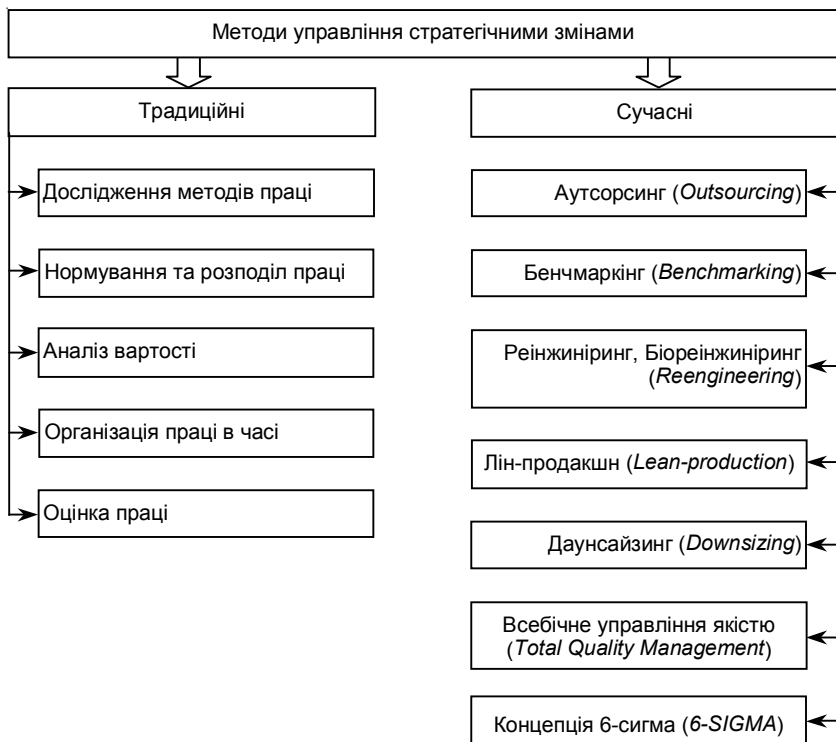 Методи управління стратегічними змінами
Традиційні
Дослідження методів праці
Нормування та розподіл праці
Аналіз вартості
Організація праці в часі
Оцінка праці
Сучасні
Аутсорсинг (Outsourcing)
Бенчмаркінг (Benchmarking)
Реінжиніринг, Біореінжиніринг
(Reengineering)
Лін-продакшн (Lean-production)
Даунсайзинг (Downsizing)
Всебічне управління якістю
(Total Quality Management)
Концепція 6-сигма (6-SIGMA)